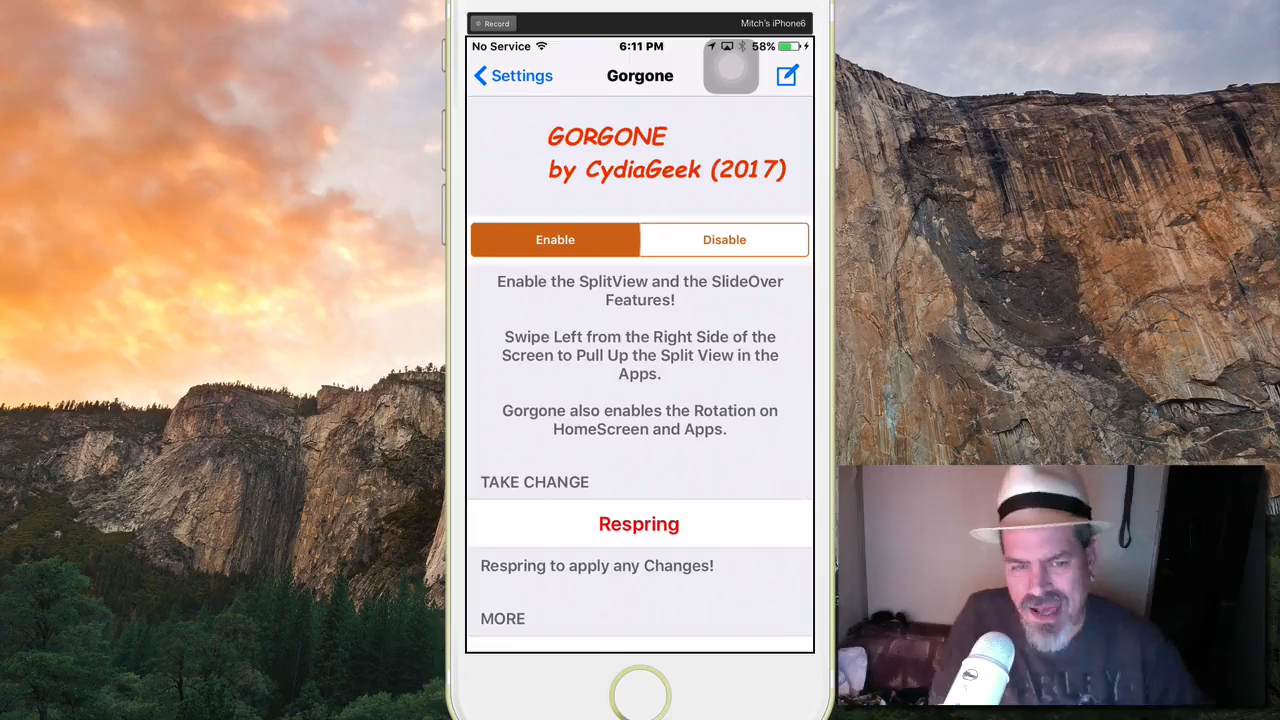 Record
Mitch's iPhone6
No Service
6:11 PM
58%
Settings
Gorgone
GORGONE
by CydiaGeek (2017)
Enable
Disable
Enable the SplitView and the SlideOver
Features!
Swipe Left from the Right Side of the
Screen to Pull Up the Split View in the
Apps.
Gorgone also enables the Rotation on
HomeScreen and Apps.
TAKE CHANGE
Respring
Respring to apply any Changes!
MORE